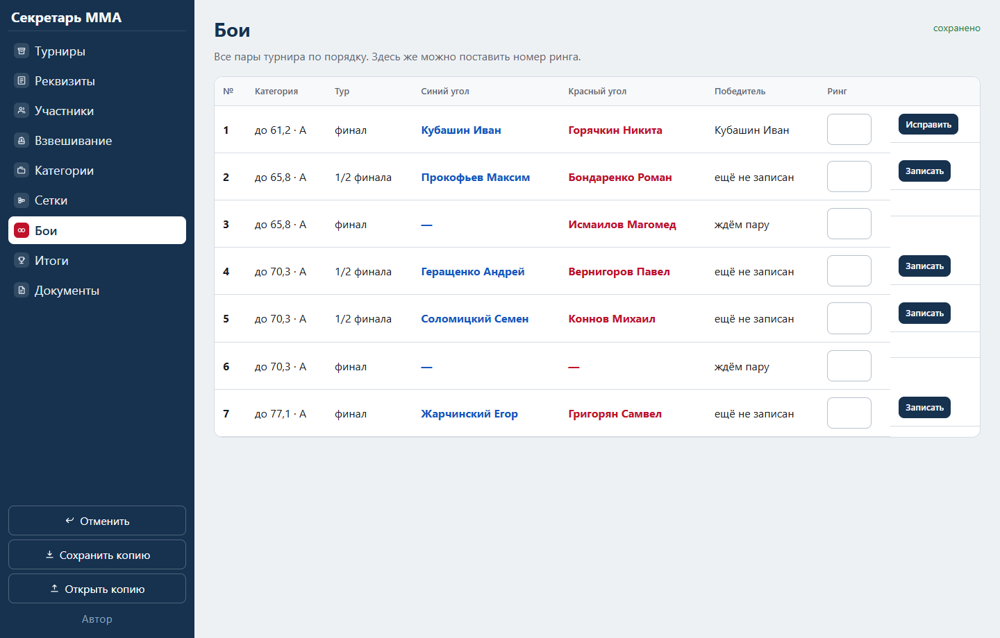 Секретарь ММА
Турниры
Реквизиты
Участники
Взвешивание
Категории
Сетки
Бои
Итоги
Документы
Отменить
Сохранить копию
Открыть копию
Автор
Бои
сохранено
Все пары турнира по порядку. Здесь же можно поставить номер ринга.
№ Категория Тур Синий угол Красный угол Победитель Ринг
1 до 61,2 · А финал Кубашин Иван Горячкин Никита Кубашин Иван Исправить
2 до 65,8 · А 1/2 финала Прокофьев Максим Бондаренко Роман ещё не записан Записать
3 до 65,8 · А финал — Исмаилов Магомед ждём пару
4 до 70,3 · А 1/2 финала Геращенко Андрей Вернигоров Павел ещё не записан Записать
5 до 70,3 · А 1/2 финала Соломицкий Семен Коннов Михаил ещё не записан Записать
6 до 70,3 · А финал — — ждём пару
7 до 77,1 · А финал Жарчинский Егор Григорян Самвел ещё не записан Записать